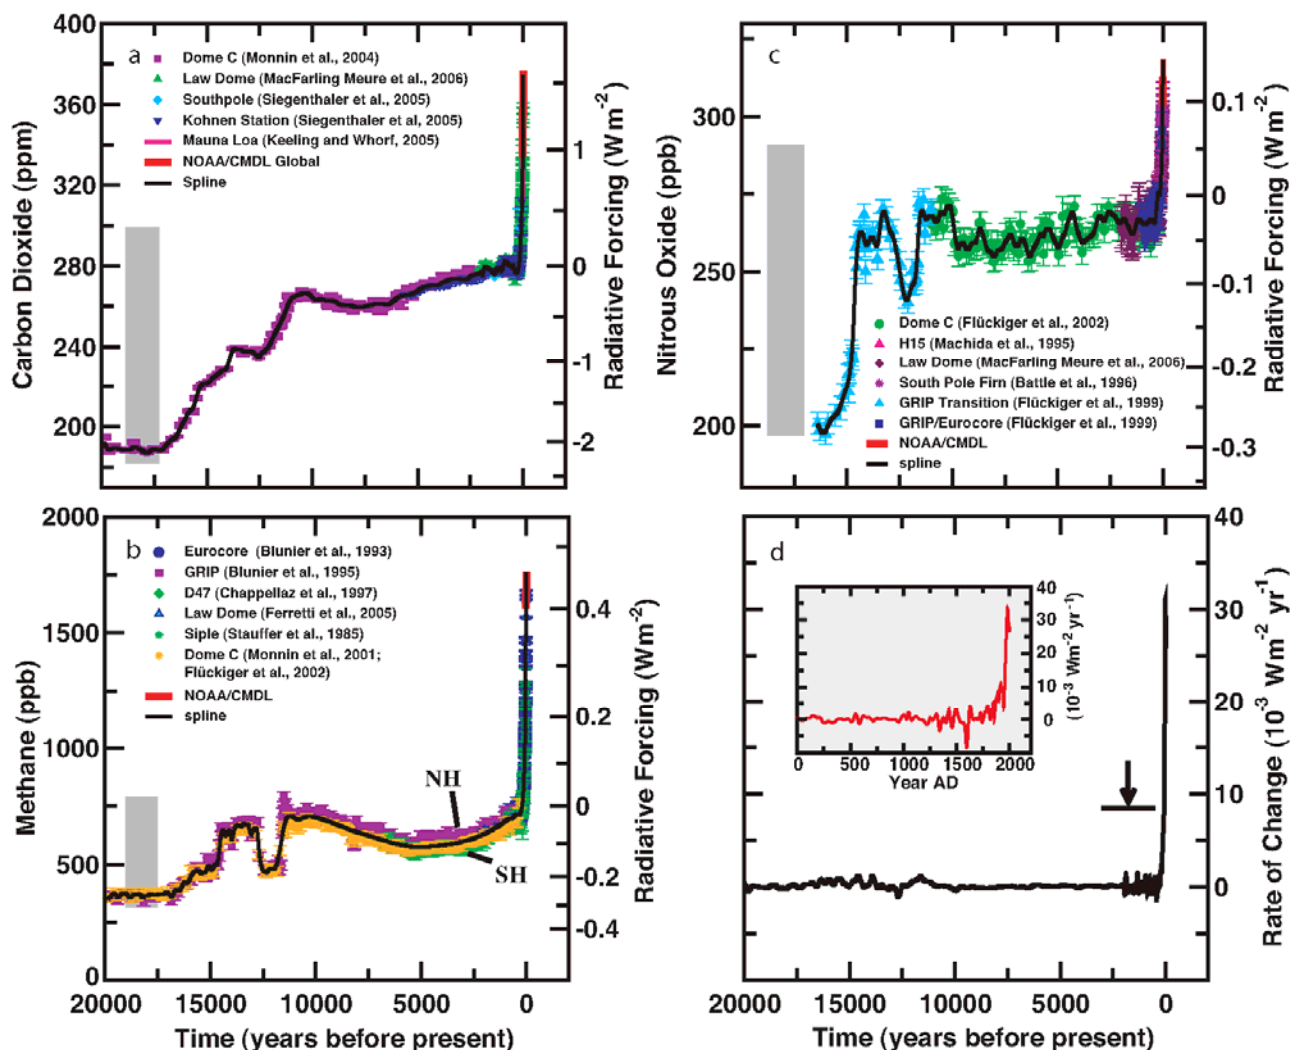 a
400
360
320
280
240
200
Carbon Dioxide (ppm)
Dome C (Monnin et al., 2004)
Law Dome (MacFarling Meure et al., 2006)
Southpole (Siegenthaler et al., 2005)
Kohnen Station (Siegenthaler et al, 2005)
Mauna Loa (Keeling and Whorf, 2005)
NOAA/CMDL Global
Spline
1
0
-1
-2
Radiative Forcing (Wm-2)
c
300
250
200
Nitrous Oxide (ppb)
Dome C (Flückiger et al., 2002)
H15 (Machida et al., 1995)
Law Dome (MacFarling Meure et al., 2006)
South Pole Firn (Battle et al., 1996)
GRIP Transition (Flückiger et al., 1999)
GRIP/Eurocore (Flückiger et al., 1999)
NOAA/CMDL
spline
0.1
0
-0.1
-0.2
-0.3
Radiative Forcing (Wm-2)
b
2000
1500
1000
500
0
Methane (ppb)
Eurocore (Blunier et al., 1993)
GRIP (Blunier et al., 1995)
D47 (Chappellaz et al., 1997)
Law Dome (Ferretti et al., 2005)
Siple (Stauffer et al., 1985)
Dome C (Monnin et al., 2001;
Flückiger et al., 2002)
NOAA/CMDL
spline
NH
SH
0.4
0.2
0
-0.2
-0.4
Radiative Forcing (Wm-2)
20000 15000 10000 5000 0
Time (years before present)
d
40
30
20
10
0
Rate of Change (10-3 Wm-2 yr-1)
40
30
20
10
0
(10-3 Wm-2 yr-1)
0 500 1000 1500 2000
Year AD
20000 15000 10000 5000 0
Time (years before present)